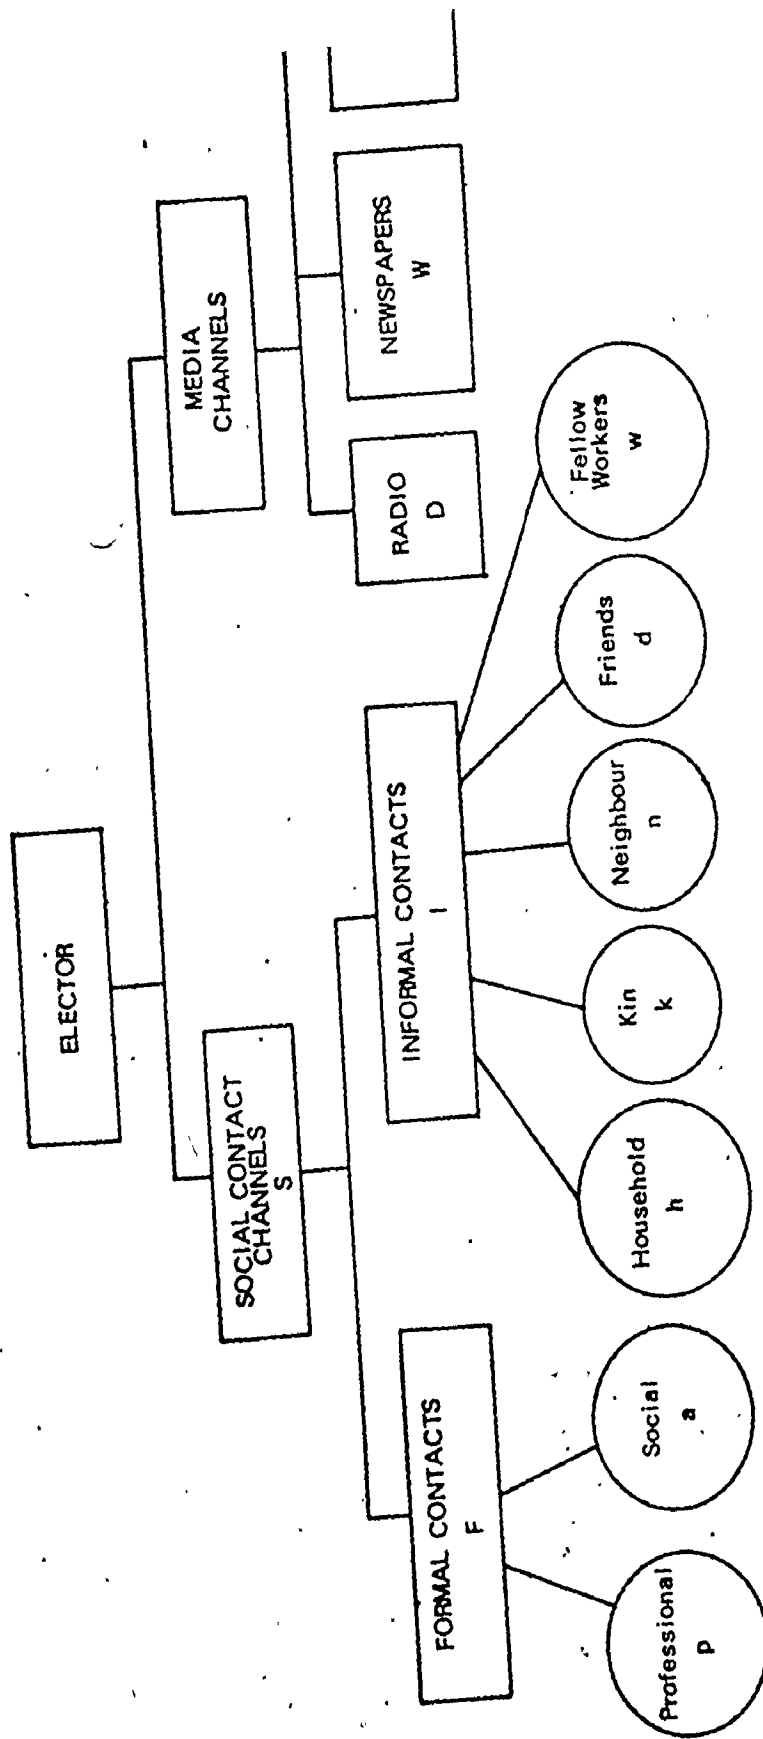 ELECTOR
SOCIAL CONTACT
CHANNELS
S
MEDIA
CHANNELS
FORMAL CONTACTS
F
INFORMAL CONTACTS
I
RADIO
D
NEWSPAPERS
W
Professional
p
Social
a
Household
h
Kin
k
Neighbour
n
Friends
d
Fellow
Workers
w